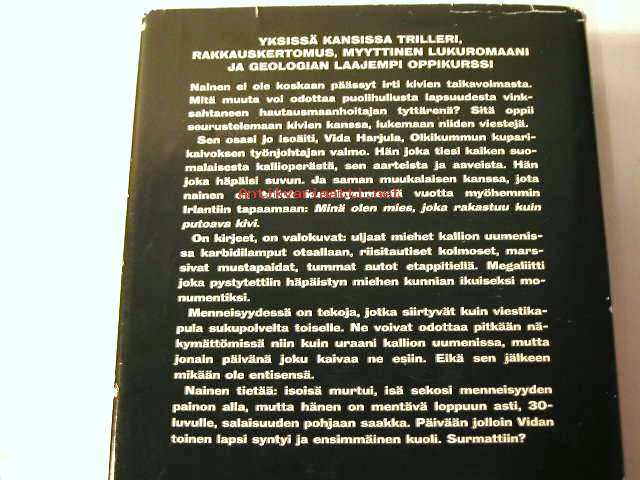 YKSISSÄ KANSISSA TRILLERI,
RAKKAUSKERTOMUS, MYYTTINEN LUKUROMAANI
JA GEOLOGIAN LAAJEMPI OPPIKURSSI
Nainen ei ole koskaan päässyt irti kivien taikavoimasta.
Mitä muuta voi odottaa puolihullusta lapsuudesta vink-
sahtaneen hautausmaanhoitajan tyttärenä? Sitä oppii
seurustelemaan kivien kanssa, lukemaan niiden viestejä.
Sen osasi jo isoäiti, Vida Harjula, Olkikummun kupari-
kaivoksen työnjohtajan vaimo. Hän joka tiesi kaiken suo-
malaisesta kallioperästä, sen aarteista ja aaveista. Hän
joka häpäisi suvun. Ja saman muukalaisen kanssa, jota
nainen vuotta myöhemmin
Irlantiin tapaamaan: Minä olen mies, joka rakastuu kuin
putoava kivi.
On kirjeet, on valokuvat: uljaat miehet kallion uumenis-
sa karbidilamput otsallaan, riisitautiset kolmoset, mars-
sivat mustapaidat, tummat autot etappitiellä. Megaliitti
joka pystytettiin häpäistyn miehen kunnian ikuiseksi mo-
numentiksi.
Menneisyydessä on tekoja, jotka siirtyvät kuin viestika-
pula sukupolvelta toiselle. Ne voivat odottaa pitkään nä-
kymättömissä niin kuin uraani kallion uumenissa, mutta
jonain päivänä joku kaivaa ne esiin. Eikä sen jälkeen
mikään ole entisensä.
Nainen tietää: isoisä murtui, isä sekosi menneisyyden
painon alla, mutta hänen on mentävä loppuun asti, 30-
luvulle, salaisuuden pohjaan saakka. Päivään jolloin Vidan
toinen lapsi syntyi ja ensimmäinen kuoli. Surmattiin?